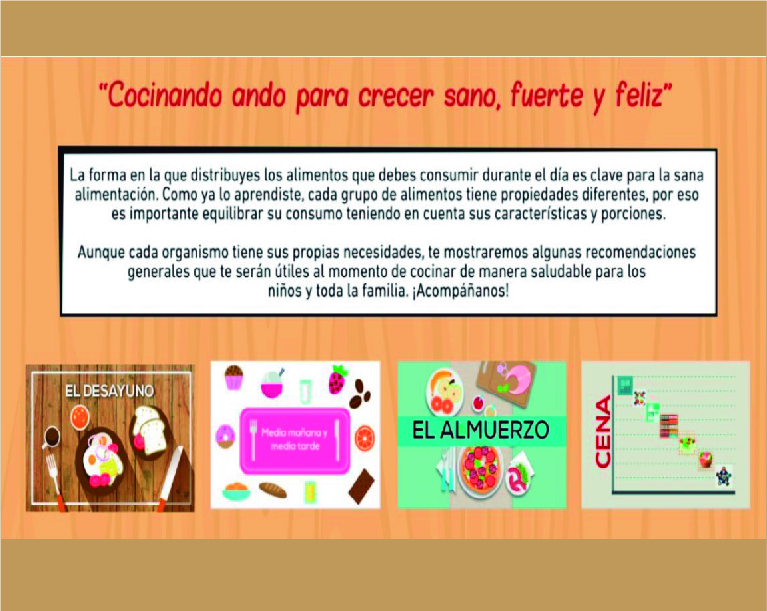 “Cocinando ando para crecer sano, fuerte y feliz”
La forma en la que distribuyes los alimentos que debes consumir durante el día es clave para la sana
alimentación. Como ya lo aprendiste, cada grupo de alimentos tiene propiedades diferentes, por eso
es importante equilibrar su consumo teniendo en cuenta sus características y porciones.
Aunque cada organismo tiene sus propias necesidades, te mostraremos algunas recomendaciones
generales que te serán útiles al momento de cocinar de manera saludable para los
niños y toda la familia. ¡Acompáñanos!
EL DESAYUNO
Media mañana y
media tarde
EL ALMUERZO
CENA